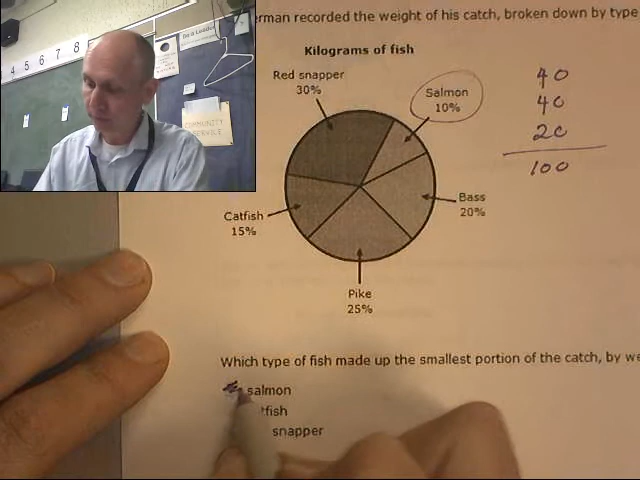 4 5 6 7 8
Be a Leader
COMMUNITY
SERVICE
erman recorded the weight of his catch, broken down by type
Kilograms of fish
Red snapper
30%
Salmon
10%
Bass
20%
Catfish
15%
Pike
25%
40
40
20
100
Which type of fish made up the smallest portion of the catch, by we
salmon
tfish
snapper